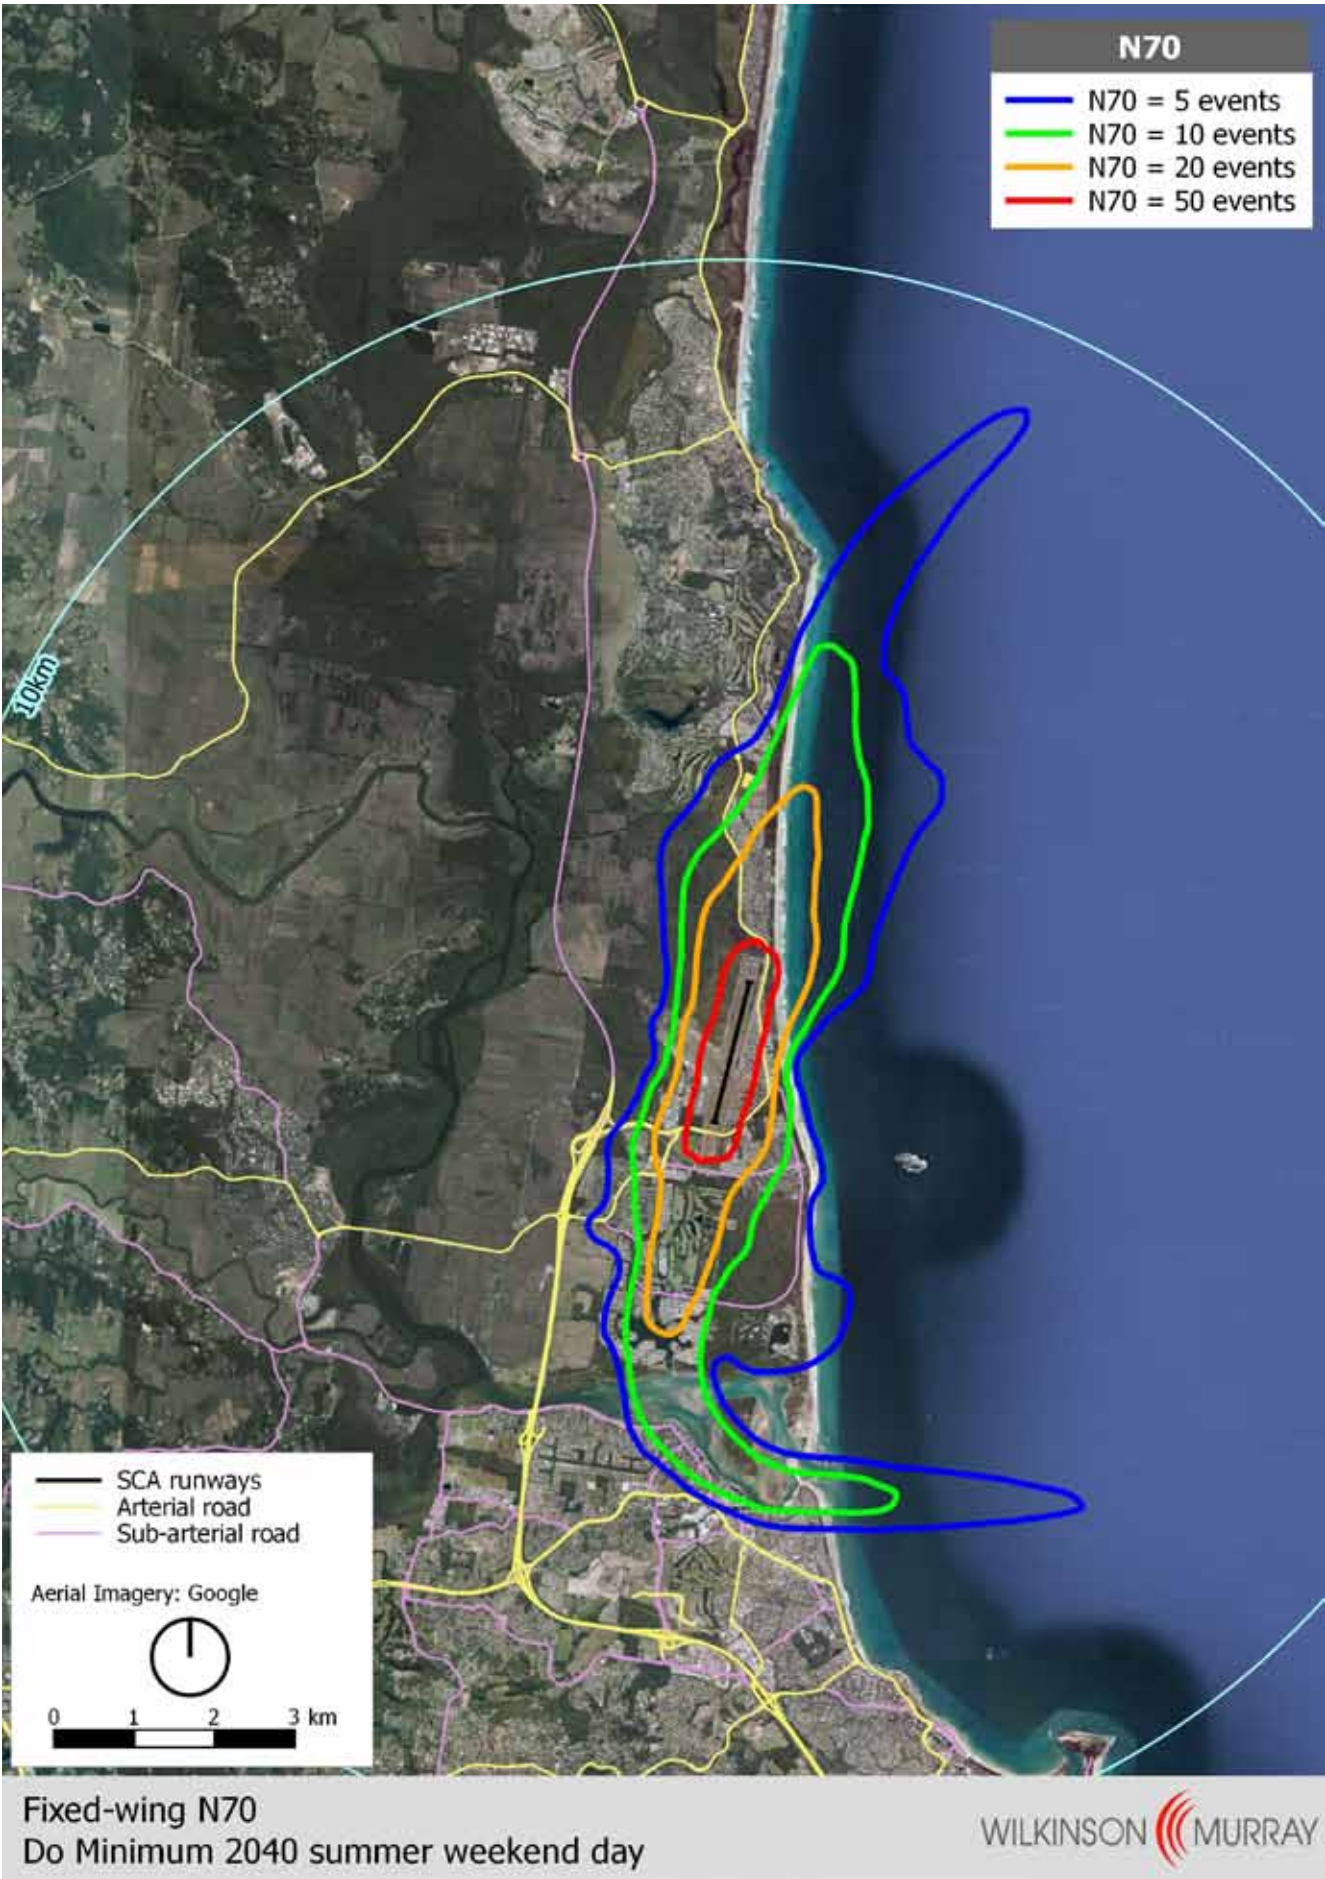 N70
N70 = 5 events
N70 = 10 events
N70 = 20 events
N70 = 50 events
10km
SCA runways
Arterial road
Sub-arterial road
Aerial Imagery: Google
0 1 2 3 km
Fixed-wing N70
Do Minimum 2040 summer weekend day
WILKINSON MURRAY